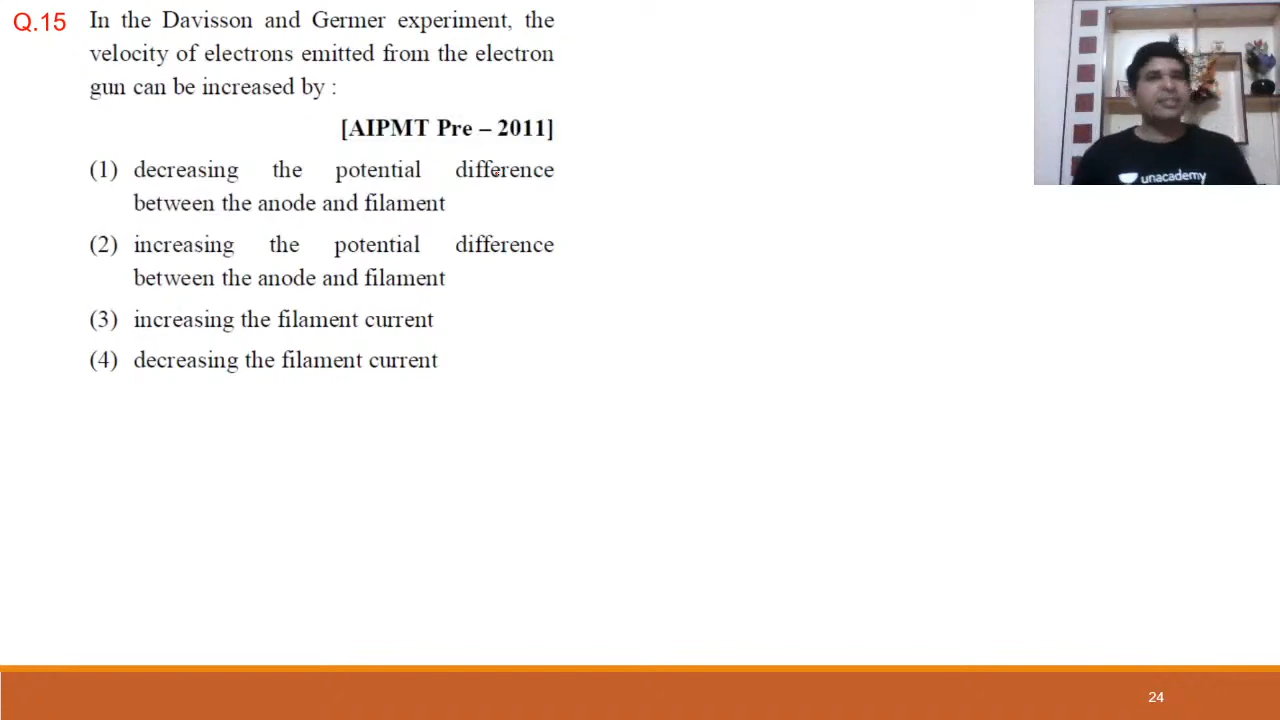 Q.15 In the Davisson and Germer experiment, the
velocity of electrons emitted from the electron
gun can be increased by :
[AIPMT Pre – 2011]
(1) decreasing the potential difference
between the anode and filament
(2) increasing the potential difference
between the anode and filament
(3) increasing the filament current
(4) decreasing the filament current
unacademy
24